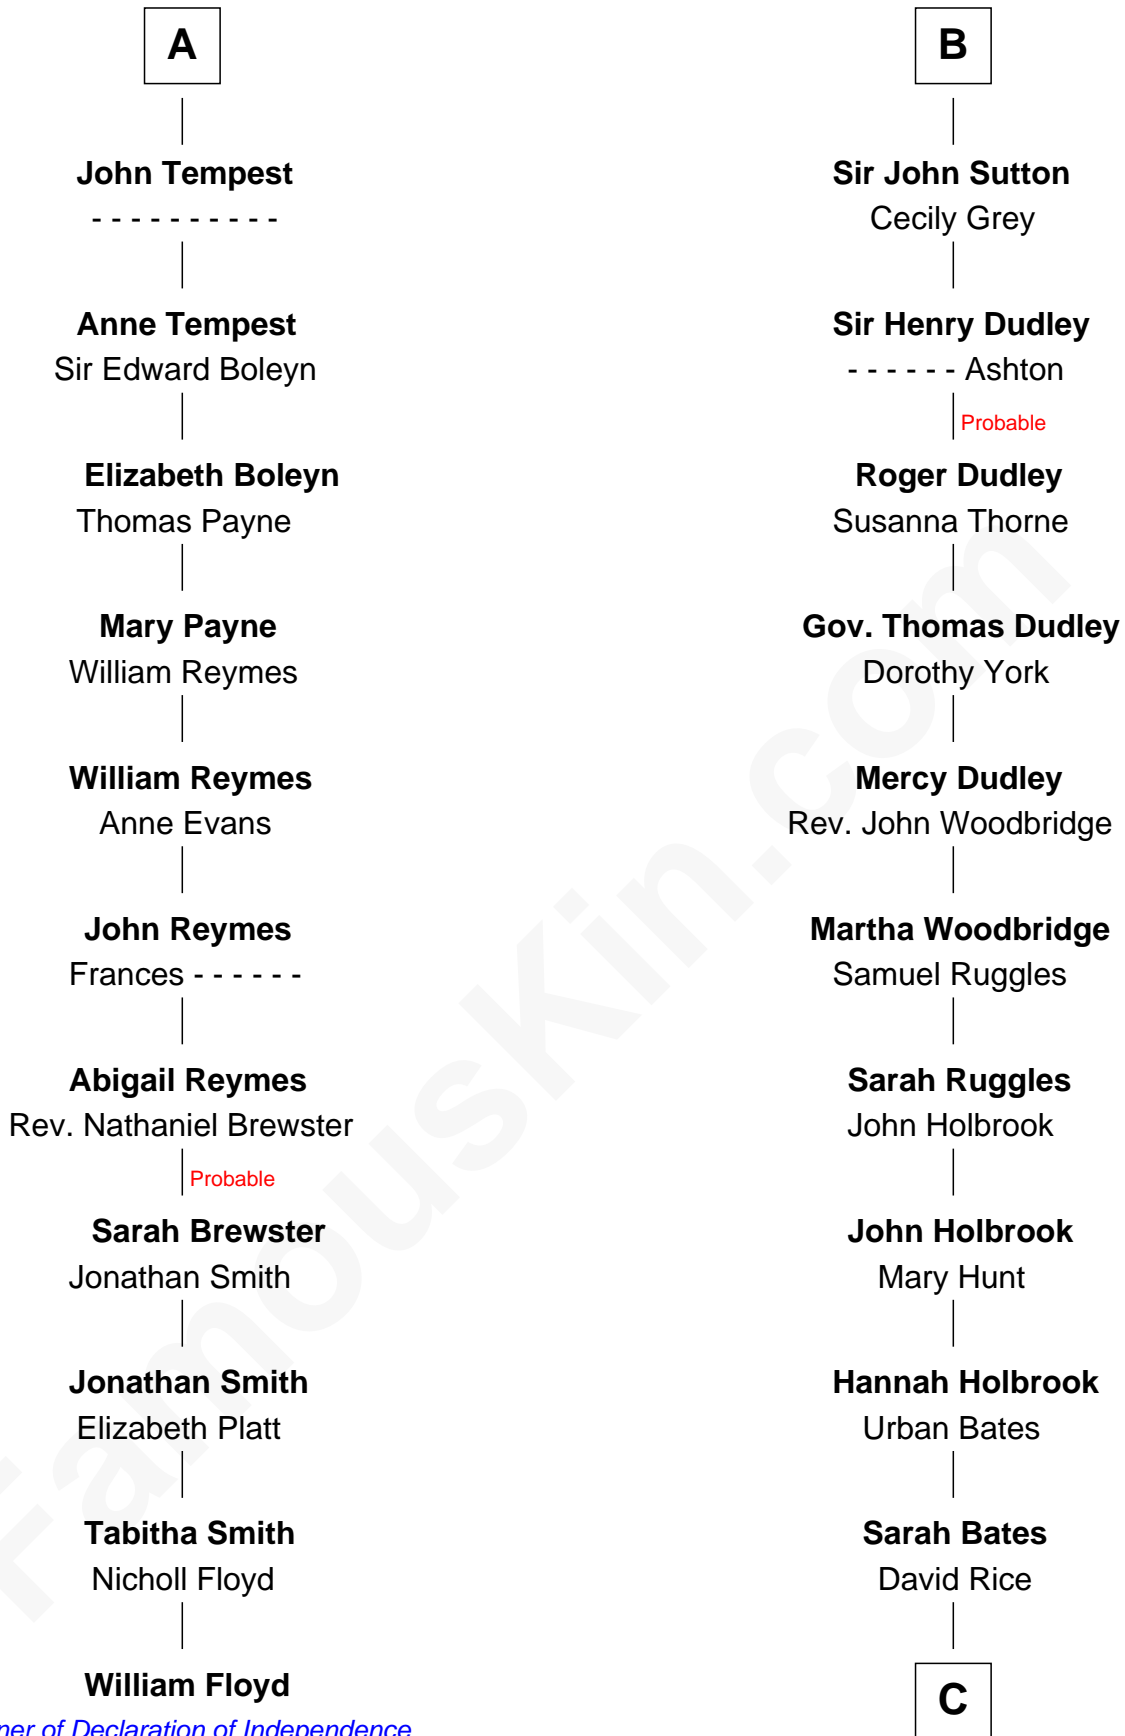 A
John Tempest
- - - - - - - - - -
Anne Tempest
Sir Edward Boleyn
Elizabeth Boleyn
Thomas Payne
Mary Payne
William Reymes
William Reymes
Anne Evans
John Reymes
Frances - - - - - -
Abigail Reymes
Rev. Nathaniel Brewster
Probable
Sarah Brewster
Jonathan Smith
Jonathan Smith
Elizabeth Platt
Tabitha Smith
Nicholl Floyd
William Floyd
of Declaration of Independence
B
Sir John Sutton
Cecily Grey
Sir Henry Dudley
- - - - - - Ashton
Probable
Roger Dudley
Susanna Thorne
Gov. Thomas Dudley
Dorothy York
Mercy Dudley
Rev. John Woodbridge
Martha Woodbridge
Samuel Ruggles
Sarah Ruggles
John Holbrook
John Holbrook
Mary Hunt
Hannah Holbrook
Urban Bates
Sarah Bates
David Rice
C
FamousKin.com